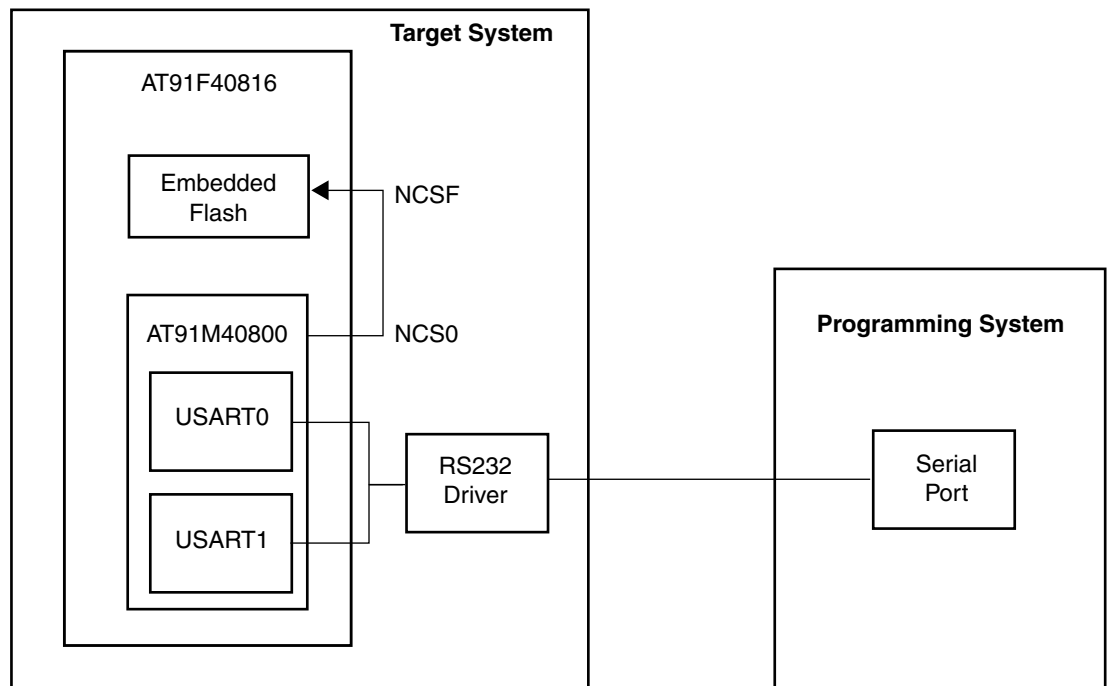 Target System
AT91F40816
Embedded
Flash
NCSF
AT91M40800
NCS0
USART0
USART1
RS232
Driver
Programming System
Serial
Port